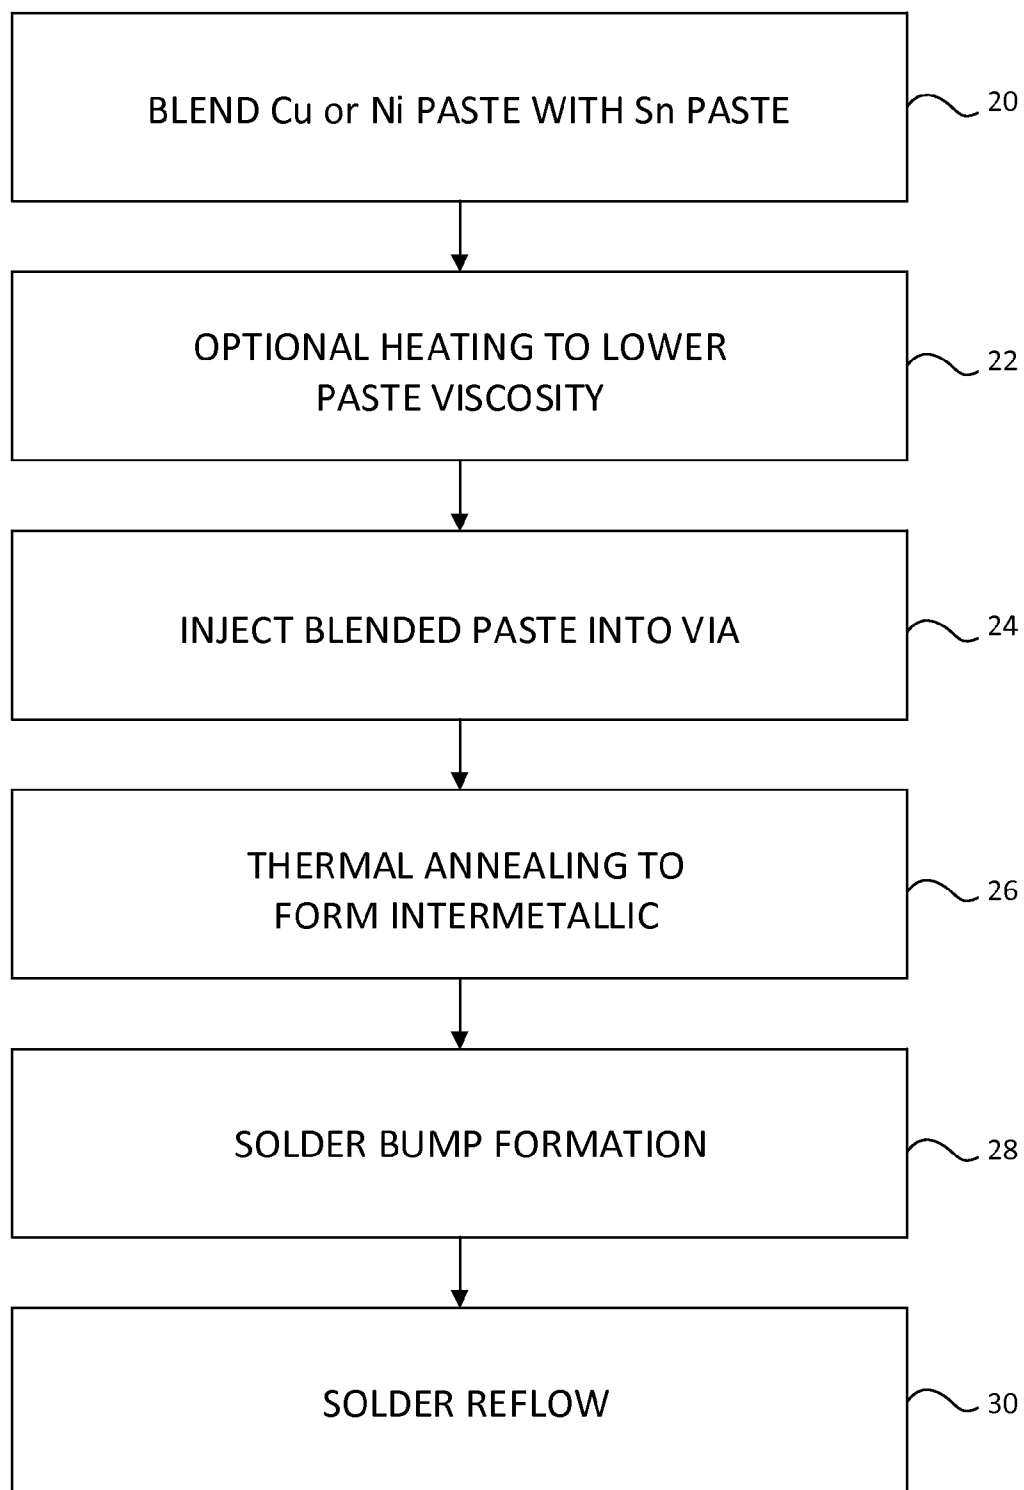 BLEND Cu or Ni PASTE WITH Sn PASTE
20
OPTIONAL HEATING TO LOWER
PASTE VISCOSITY
22
INJECT BLENDED PASTE INTO VIA
24
THERMAL ANNEALING TO
FORM INTERMETALLIC
26
SOLDER BUMP FORMATION
28
SOLDER REFLOW
30